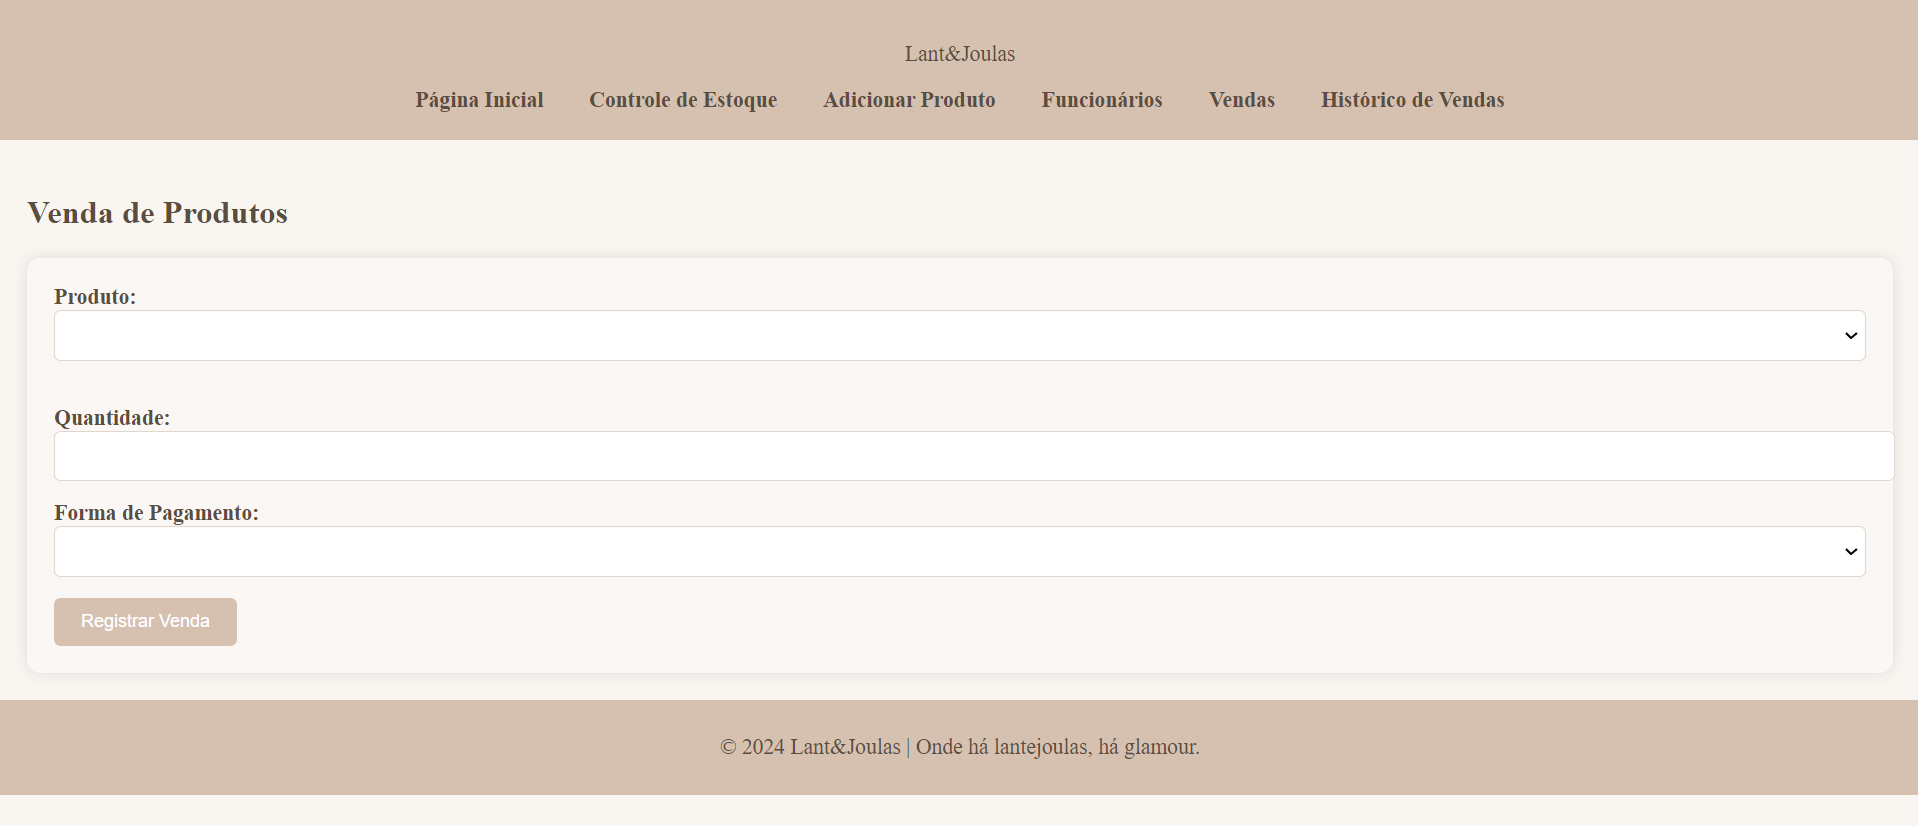 Lant&Joulas
Página Inicial Controle de Estoque Adicionar Produto Funcionários Vendas Histórico de Vendas
Venda de Produtos
Produto:
Quantidade:
Forma de Pagamento:
Registrar Venda
© 2024 Lant&Joulas | Onde há lantejoulas, há glamour.